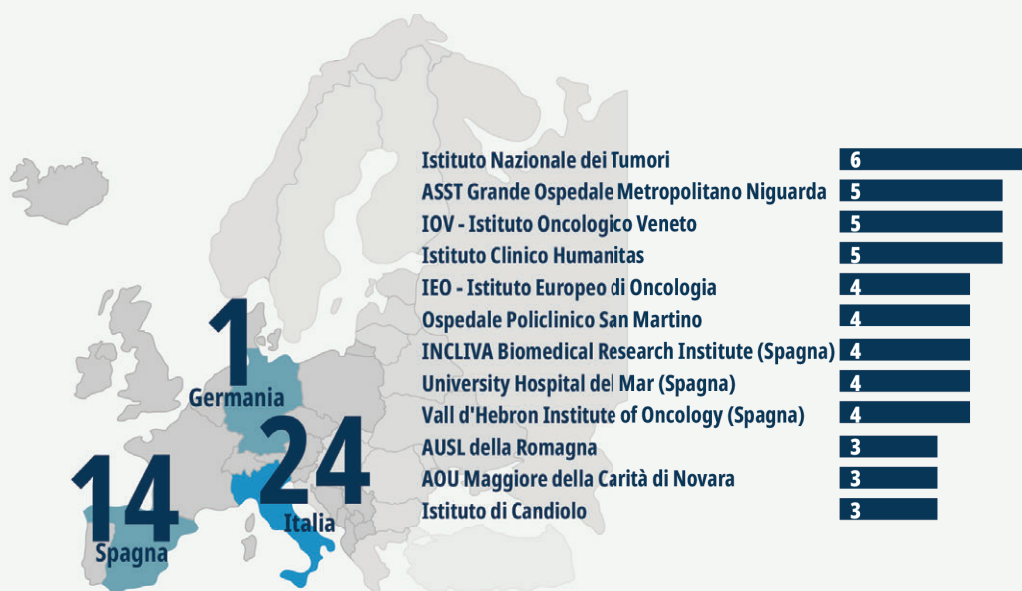 1
Germania
24
Italia
14
Spagna
Istituto Nazionale dei Tumori 6
ASST Grande Ospedale Metropolitano Niguarda 5
IOV - Istituto Oncologico Veneto 5
Istituto Clinico Humanitas 5
IEO - Istituto Europeo di Oncologia 4
Ospedale Policlinico San Martino 4
INCLIVA Biomedical Research Institute (Spagna) 4
University Hospital del Mar (Spagna) 4
Vall d'Hebron Institute of Oncology (Spagna) 4
AUSL della Romagna 3
AOU Maggiore della Carità di Novara 3
Istituto di Candiolo 3